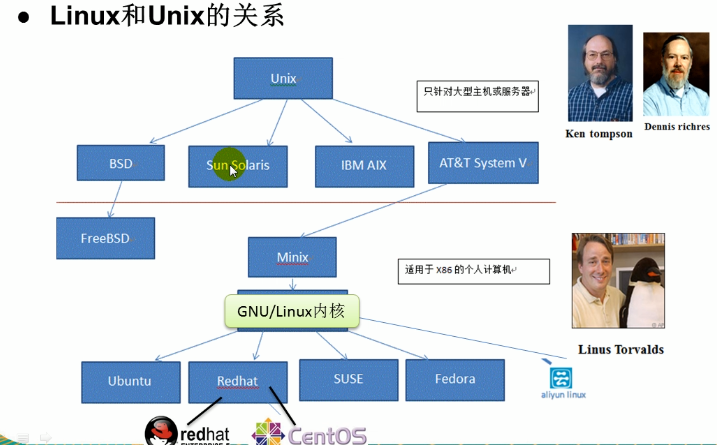 ● Linux和Unix的关系
Unix
只针对大型主机或服务器
Ken tompson
Dennis richres
BSD
Sun Solaris
IBM AIX
AT&T System V
FreeBSD
Minix
适用于 X86 的个人计算机
GNU/Linux内核
Linus Torvalds
Ubuntu
Redhat
SUSE
Fedora
aliyun linux
redhat
CentOS